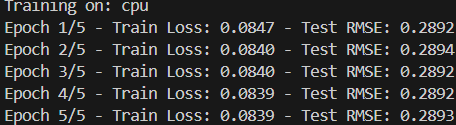 Training on: cpu
Epoch 1/5 - Train Loss: 0.0847 - Test RMSE: 0.2892
Epoch 2/5 - Train Loss: 0.0840 - Test RMSE: 0.2894
Epoch 3/5 - Train Loss: 0.0840 - Test RMSE: 0.2892
Epoch 4/5 - Train Loss: 0.0839 - Test RMSE: 0.2892
Epoch 5/5 - Train Loss: 0.0839 - Test RMSE: 0.2893